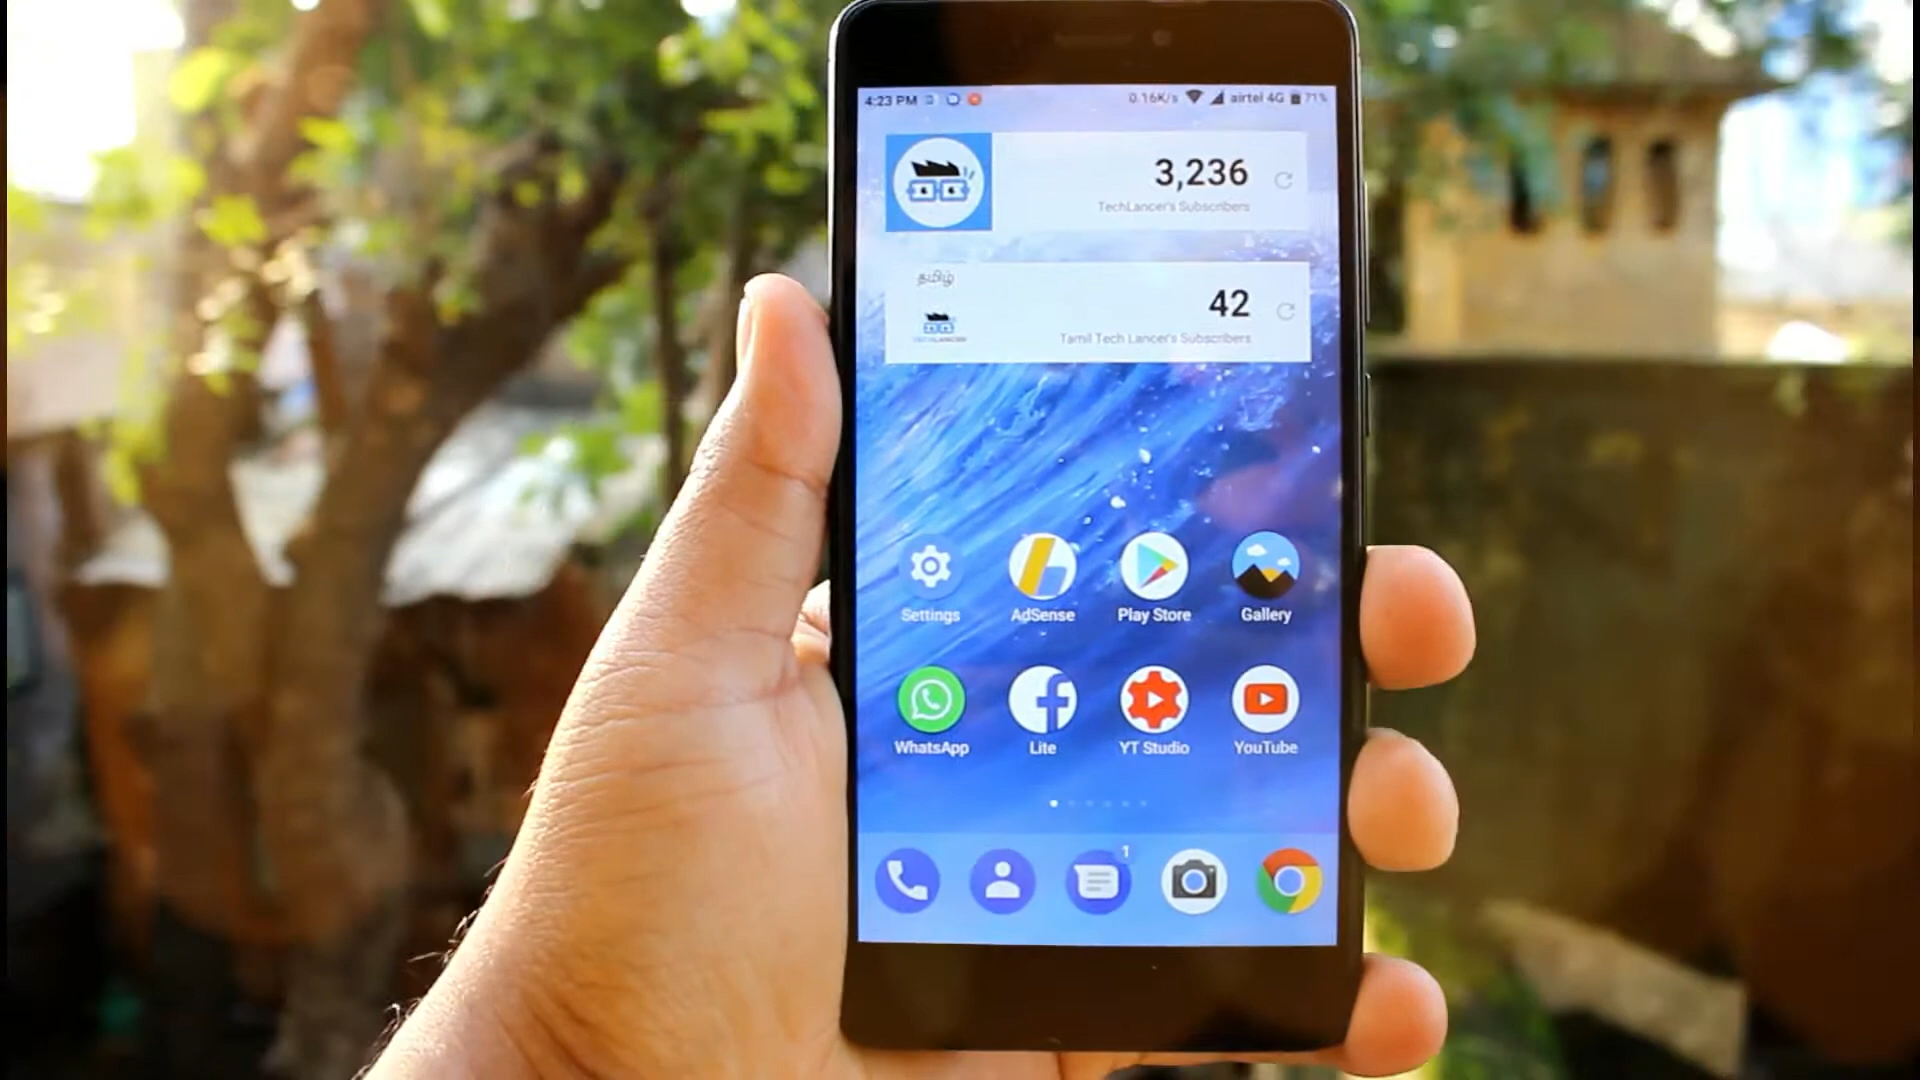 4:23 PM 0.16K/s airtel 4G 71%
3,236
TechLancer's Subscribers
தமிழ்
TECHLANCER
42
Tamil Tech Lancer's Subscribers
Settings AdSense Play Store Gallery
WhatsApp Lite YT Studio YouTube
1